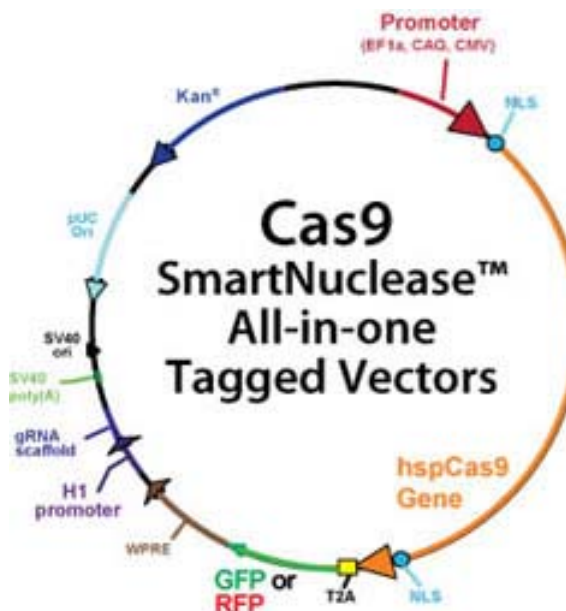 Promoter
(EF1a, CAG, CMV)
Kanᴿ
NLS
pUC
Ori
Cas9
SmartNuclease™
All-in-one
Tagged Vectors
SV40
ori
SV40
poly(A)
gRNA
scaffold
H1
promoter
hspCas9
Gene
WPRE
GFP or
RFP
T2A
NLS